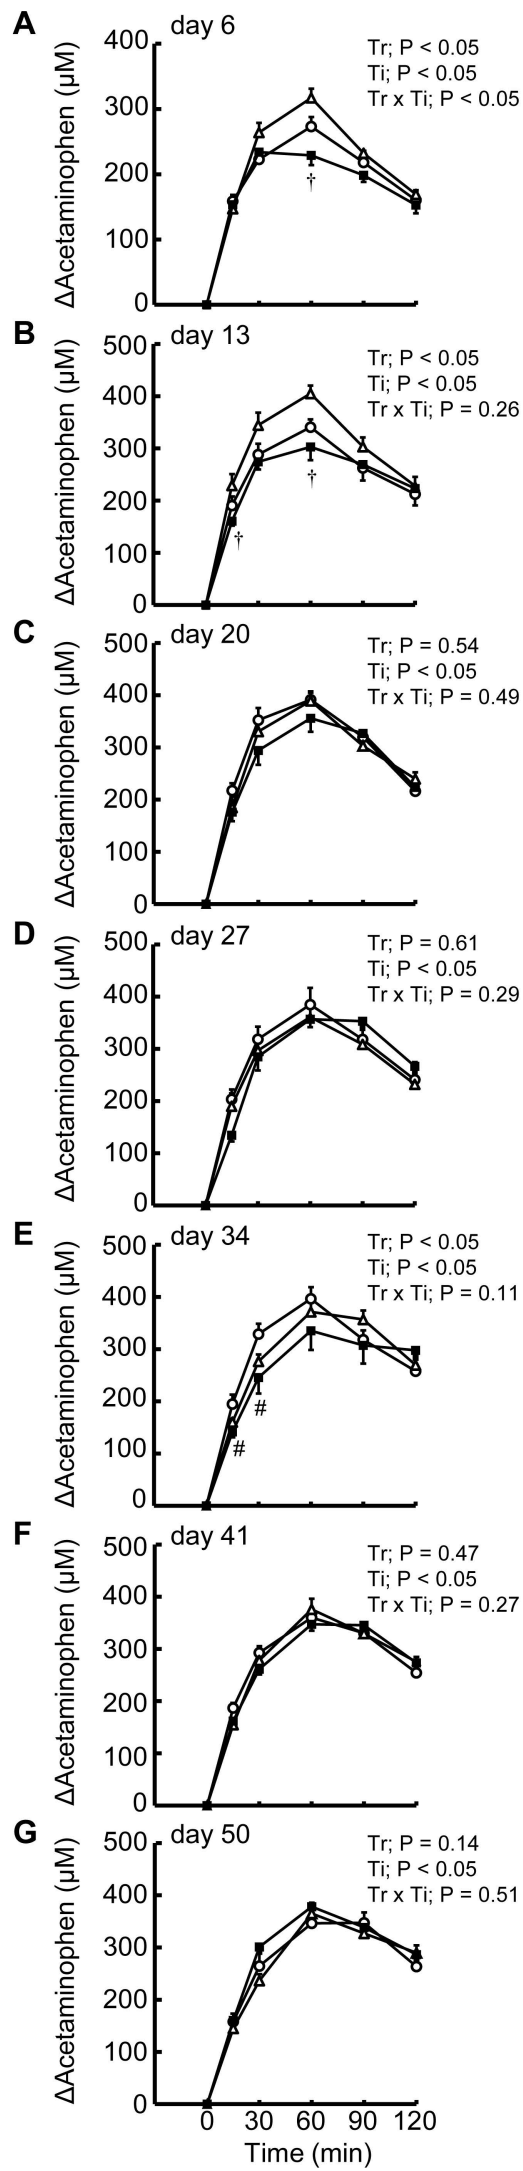 A
day 6
Tr; P < 0.05
Ti; P < 0.05
Tr x Ti; P < 0.05
ΔAcetaminophen (μM)
400
300
200
100
0
†
B
day 13
Tr; P < 0.05
Ti; P < 0.05
Tr x Ti; P = 0.26
ΔAcetaminophen (μM)
500
400
300
200
100
0
†
†
C
day 20
Tr; P = 0.54
Ti; P < 0.05
Tr x Ti; P = 0.49
ΔAcetaminophen (μM)
500
400
300
200
100
0
D
day 27
Tr; P = 0.61
Ti; P < 0.05
Tr x Ti; P = 0.29
ΔAcetaminophen (μM)
500
400
300
200
100
0
E
day 34
Tr; P < 0.05
Ti; P < 0.05
Tr x Ti; P = 0.11
ΔAcetaminophen (μM)
500
400
300
200
100
0
#
#
F
day 41
Tr; P = 0.47
Ti; P < 0.05
Tr x Ti; P = 0.27
ΔAcetaminophen (μM)
500
400
300
200
100
0
G
day 50
Tr; P = 0.14
Ti; P < 0.05
Tr x Ti; P = 0.51
ΔAcetaminophen (μM)
500
400
300
200
100
0
0 30 60 90 120
Time (min)